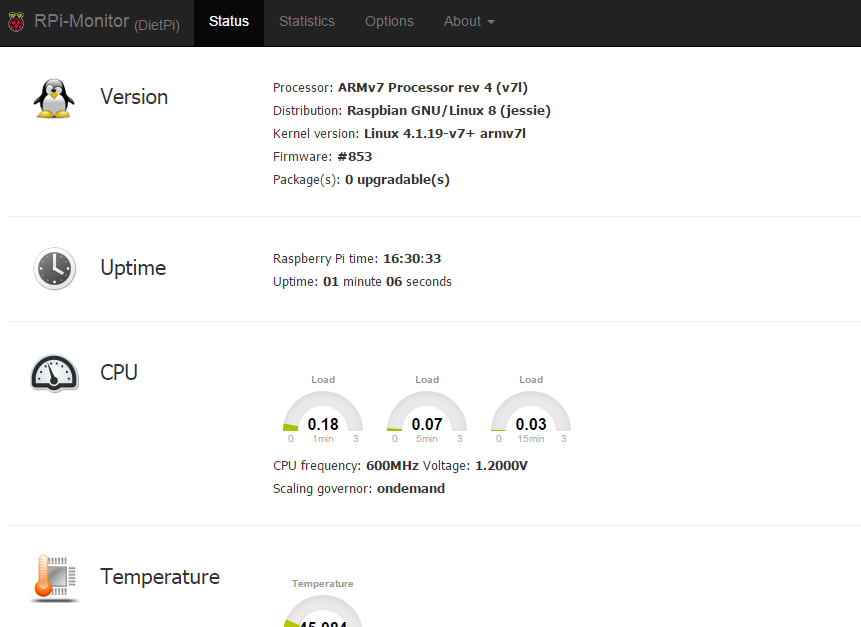 RPi-Monitor (DietPi) Status Statistics Options About
Version
Processor: ARMv7 Processor rev 4 (v7l)
Distribution: Raspbian GNU/Linux 8 (jessie)
Kernel version: Linux 4.1.19-v7+ armv7l
Firmware: #853
Package(s): 0 upgradable(s)
Uptime
Raspberry Pi time: 16:30:33
Uptime: 01 minute 06 seconds
CPU
Load Load Load
0.18 0.07 0.03
0 1min 3 0 5min 3 0 15min 3
CPU frequency: 600MHz Voltage: 1.2000V
Scaling governor: ondemand
Temperature
Temperature
45.084